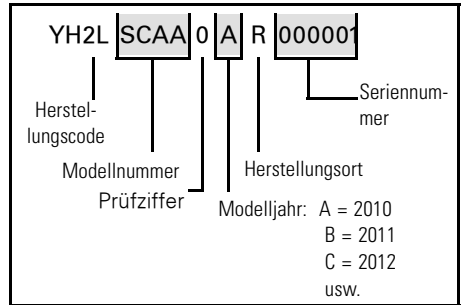 YH2L SCAA 0 A R 000001
Herstel-
lungscode
Seriennum-
mer
Modellnummer
Herstellungsort
Prüfziffer
Modelljahr: A = 2010
B = 2011
C = 2012
usw.